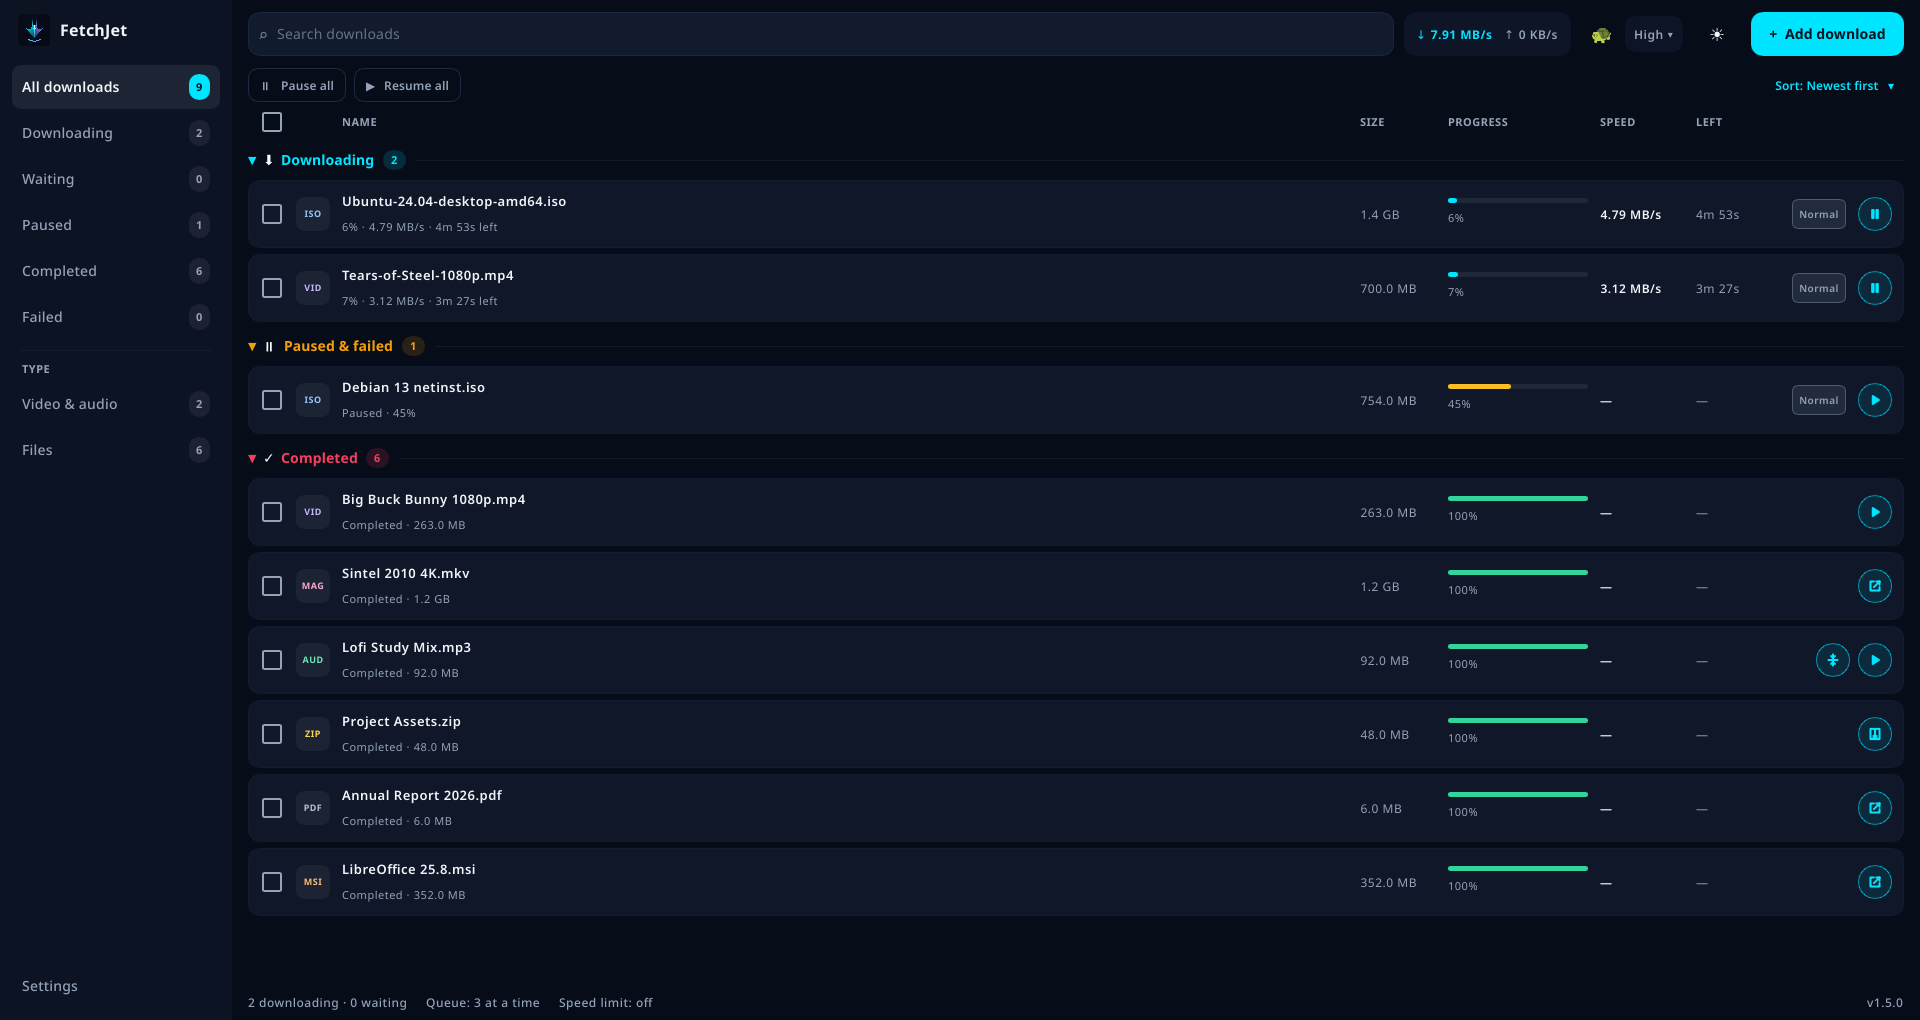 FetchJet
Search downloads
↓ 7.91 MB/s ↑ 0 KB/s
High ▾
+ Add download
All downloads 9
Downloading 2
Waiting 0
Paused 1
Completed 6
Failed 0
TYPE
Video & audio 2
Files 6
Settings
Pause all
Resume all
Sort: Newest first ▾
NAME SIZE PROGRESS SPEED LEFT
Downloading 2
ISO Ubuntu-24.04-desktop-amd64.iso 1.4 GB 4.79 MB/s 4m 53s Normal
6% · 4.79 MB/s · 4m 53s left 6%
VID Tears-of-Steel-1080p.mp4 700.0 MB 3.12 MB/s 3m 27s Normal
7% · 3.12 MB/s · 3m 27s left 7%
Paused & failed 1
ISO Debian 13 netinst.iso 754.0 MB — — Normal
Paused · 45% 45%
✓ Completed 6
VID Big Buck Bunny 1080p.mp4 263.0 MB — —
Completed · 263.0 MB 100%
MAG Sintel 2010 4K.mkv 1.2 GB — —
Completed · 1.2 GB 100%
AUD Lofi Study Mix.mp3 92.0 MB — —
Completed · 92.0 MB 100%
ZIP Project Assets.zip 48.0 MB — —
Completed · 48.0 MB 100%
PDF Annual Report 2026.pdf 6.0 MB — —
Completed · 6.0 MB 100%
MSI LibreOffice 25.8.msi 352.0 MB — —
Completed · 352.0 MB 100%
2 downloading · 0 waiting Queue: 3 at a time Speed limit: off v1.5.0